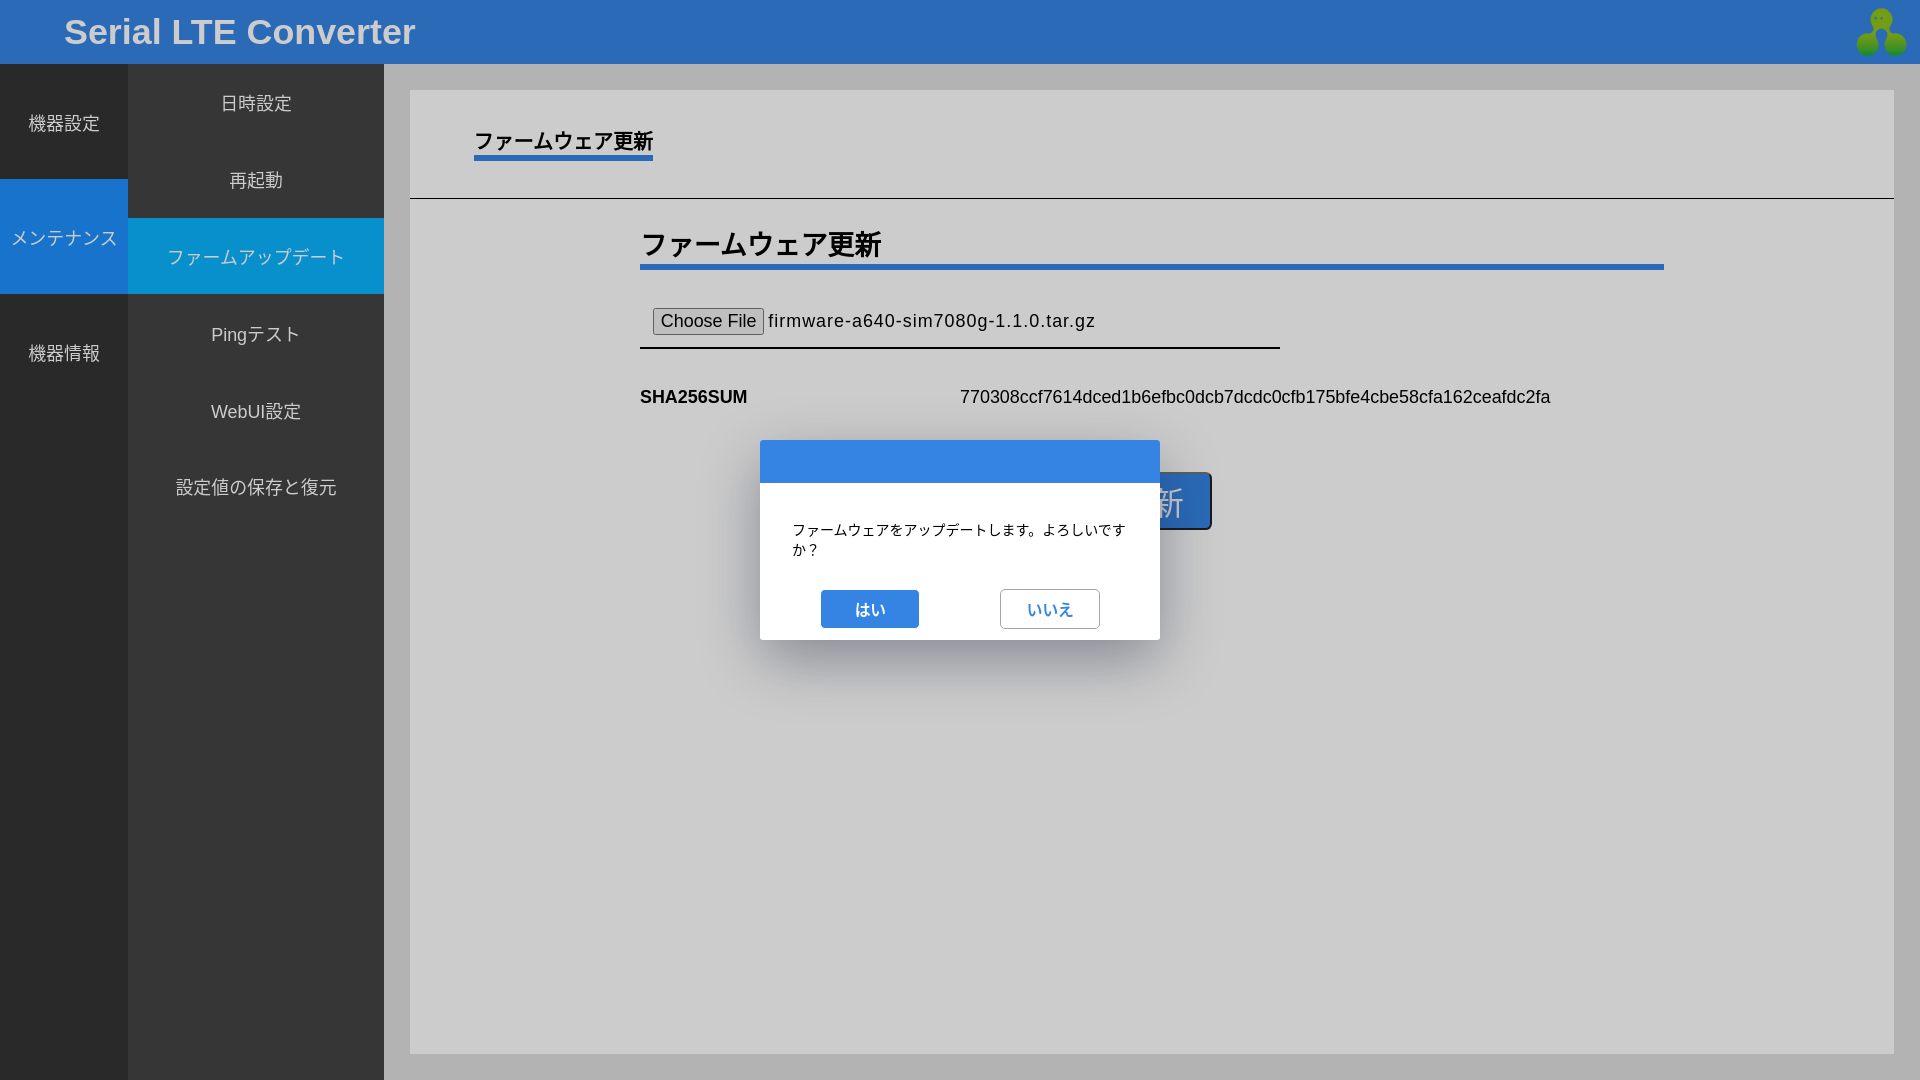 Serial LTE Converter
機器設定
メンテナンス
機器情報
日時設定
再起動
ファームアップデート
Pingテスト
WebUI設定
設定値の保存と復元
ファームウェア更新
ファームウェア更新
Choose File firmware-a640-sim7080g-1.1.0.tar.gz
SHA256SUM 770308ccf7614dced1b6efbc0dcb7dcdc0cfb175bfe4cbe58cfa162ceafdc2fa
新
ファームウェアをアップデートします。よろしいです
か？
はい いいえ